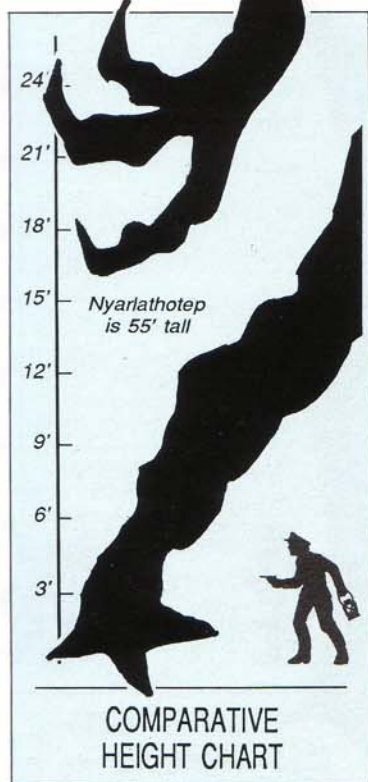 24'
21'
18'
15'
Nyarlathotep
is 55' tall
12'
9'
6'
3'
COMPARATIVE
HEIGHT CHART